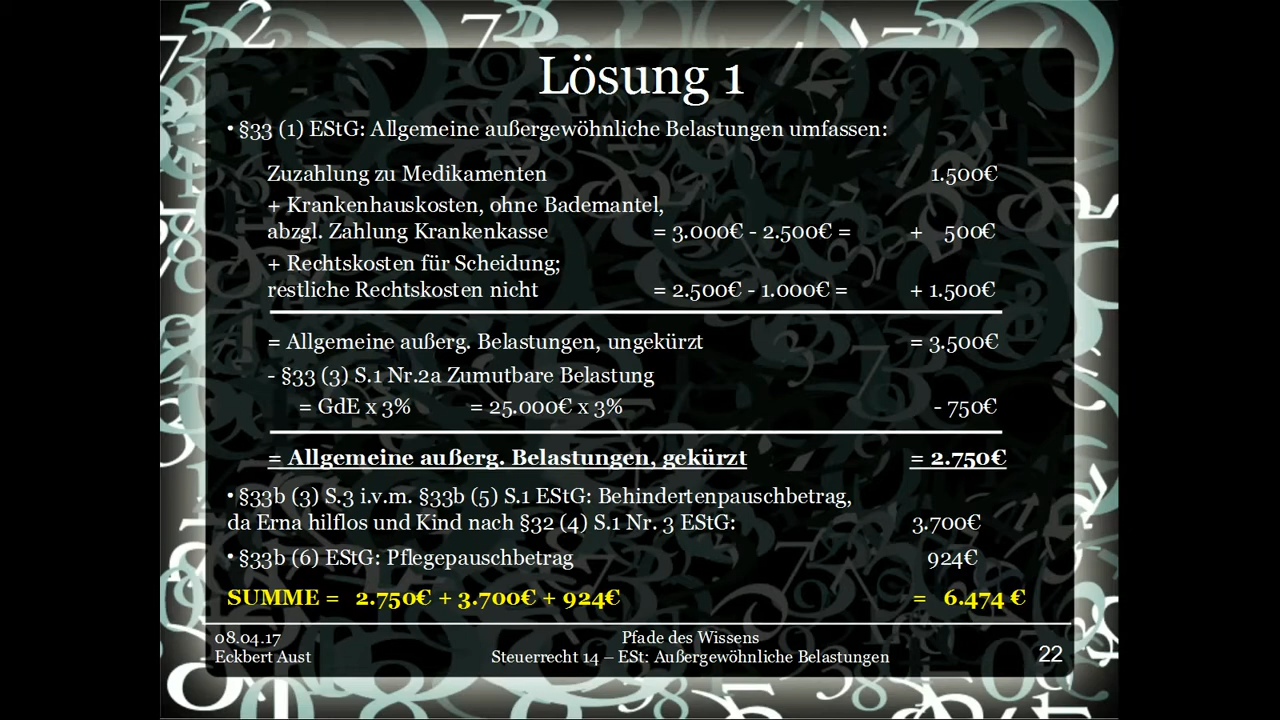 Lösung 1
• §33 (1) EStG: Allgemeine außergewöhnliche Belastungen umfassen:
Zuzahlung zu Medikamenten 1.500€
+ Krankenhauskosten, ohne Bademantel,
abzgl. Zahlung Krankenkasse = 3.000€ - 2.500€ = + 500€
+ Rechtskosten für Scheidung;
restliche Rechtskosten nicht = 2.500€ - 1.000€ = + 1.500€
= Allgemeine außerg. Belastungen, ungekürzt = 3.500€
- §33 (3) S.1 Nr.2a Zumutbare Belastung
= GdE x 3% = 25.000€ x 3% - 750€
= Allgemeine außerg. Belastungen, gekürzt = 2.750€
• §33b (3) S.3 i.v.m. §33b (5) S.1 EStG: Behindertenpauschbetrag,
da Erna hilflos und Kind nach §32 (4) S.1 Nr. 3 EStG: 3.700€
• §33b (6) EStG: Pflegepauschbetrag 924€
SUMME = 2.750€ + 3.700€ + 924€ = 6.474 €
08.04.17 Pfade des Wissens
Eckbert Aust Steuerrecht 14 – ESt: Außergewöhnliche Belastungen 22